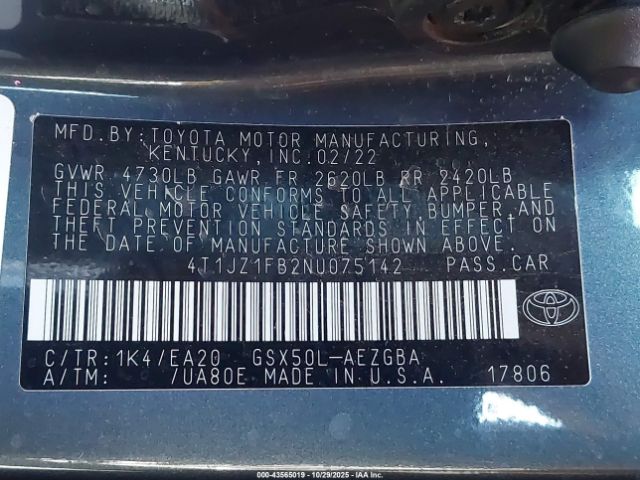 MFD. BY: TOYOTA MOTOR MANUFACTURING,
KENTUCKY, INC. 02/22
GVWR 4730LB GAWR FR 2620LB RR 2420LB
THIS VEHICLE CONFORMS TO ALL APPLICABLE
FEDERAL MOTOR VEHICLE SAFETY, BUMPER, AND
THEFT PREVENTION STANDARDS IN EFFECT ON
THE DATE OF MANUFACTURE SHOWN ABOVE.
4T1JZ1FB2NU075142 PASS. CAR
C/TR: 1K4/EA20 GSX50L-AEZGBA
A/TM: /UA80E MADE IN U.S.A. 17806
000-43565019 10/29/2025 IAA Inc.